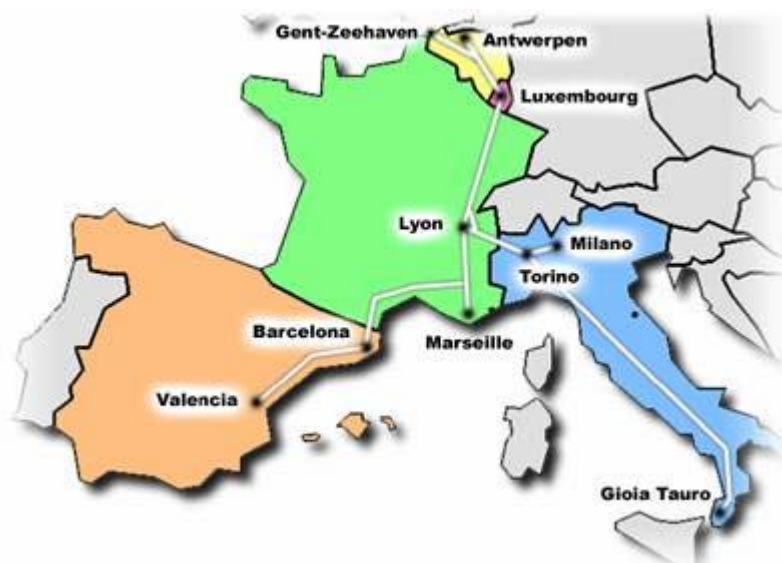 Gent-Zeehaven
Antwerpen
Luxembourg
Lyon
Milano
Torino
Barcelona
Marseille
Valencia
Gioia Tauro